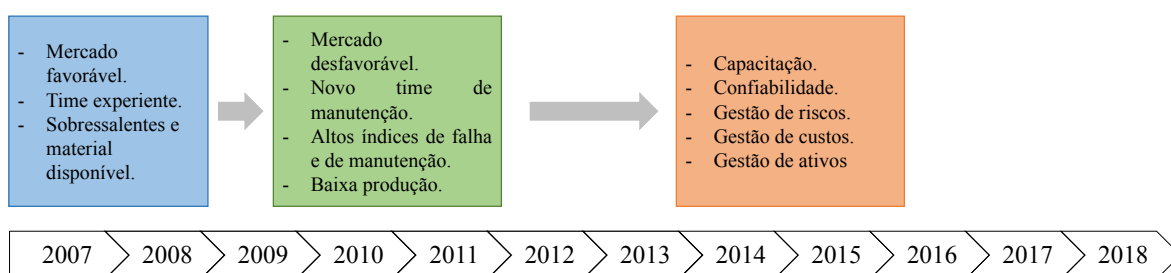 - Mercado
favorável.
- Time experiente.
- Sobressalentes e
material
disponível.
- Mercado
desfavorável.
- Novo time de
manutenção.
- Altos índices de falha
e de manutenção.
- Baixa produção.
- Capacitação.
- Confiabilidade.
- Gestão de riscos.
- Gestão de custos.
- Gestão de ativos
2007 2008 2009 2010 2011 2012 2013 2014 2015 2016 2017 2018